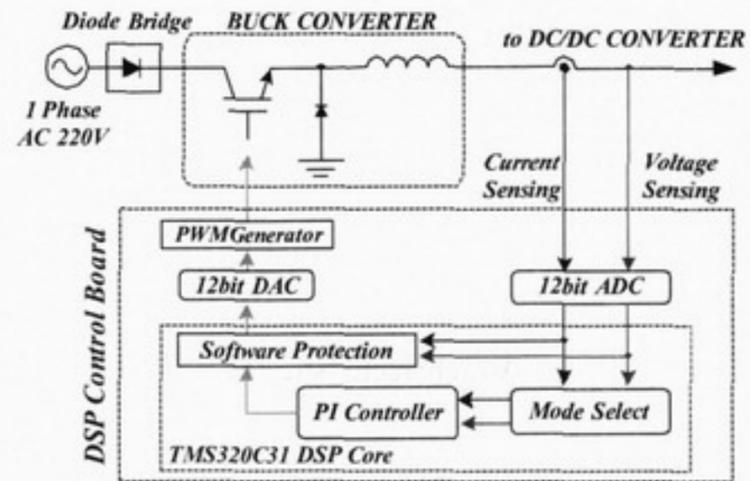 Diode Bridge
BUCK CONVERTER
to DC/DC CONVERTER
1 Phase
AC 220V
Current
Sensing
Voltage
Sensing
PWMGenerator
12bit DAC
12bit ADC
Software Protection
PI Controller
Mode Select
TMS320C31 DSP Core
DSP Control Board